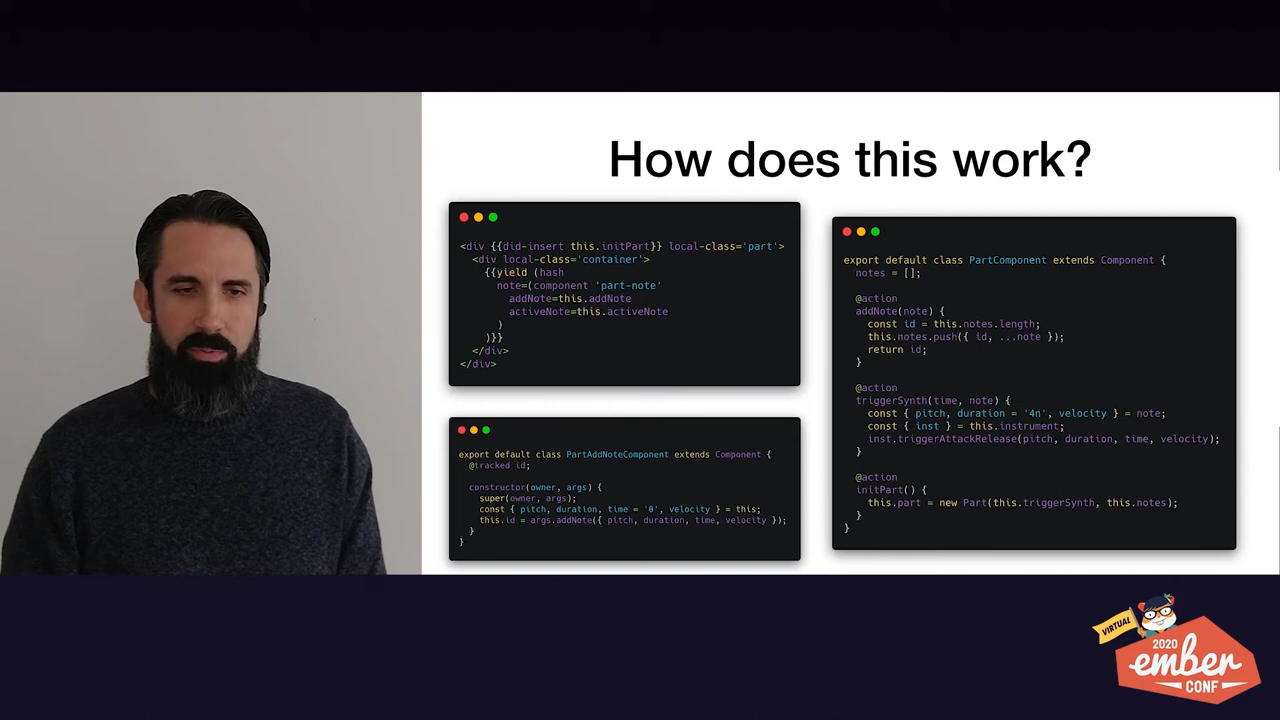 How does this work?
<div {{did-insert this.initPart}} local-class='part'>
<div local-class='container'>
{{yield (hash
note=(component 'part-note'
addNote=this.addNote
activeNote=this.activeNote
)
)}}
</div>
</div>
export default class PartAddNoteComponent extends Component {
@tracked id;
constructor(owner, args) {
super(owner, args);
const { pitch, duration, time = '0', velocity } = this;
this.id = args.addNote({ pitch, duration, time, velocity });
}
}
export default class PartComponent extends Component {
notes = [];
@action
addNote(note) {
const id = this.notes.length;
this.notes.push({ id, ...note });
return id;
}
@action
triggerSynth(time, note) {
const { pitch, duration = '4n', velocity } = note;
const { inst } = this.instrument;
inst.triggerAttackRelease(pitch, duration, time, velocity);
}
@action
initPart() {
this.part = new Part(this.triggerSynth, this.notes);
}
}
VIRTUAL
2020
ember
CONF